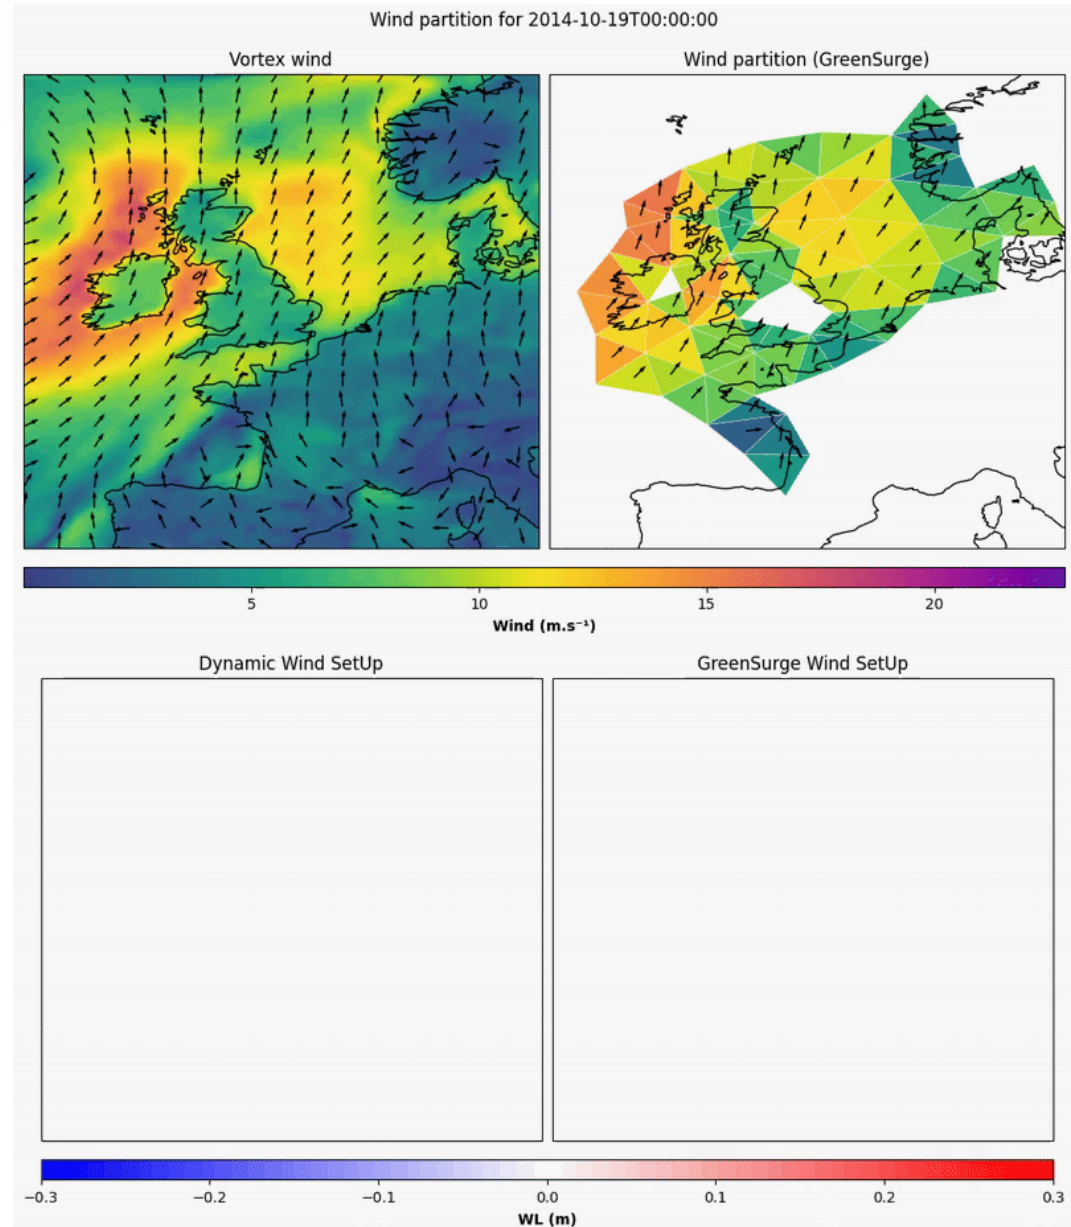 Wind partition for 2014-10-19T00:00:00
Vortex wind
Wind partition (GreenSurge)
5 10 15 20
Wind (m.s⁻¹)
Dynamic Wind SetUp
GreenSurge Wind SetUp
−0.3 −0.2 −0.1 0.0 0.1 0.2 0.3
WL (m)